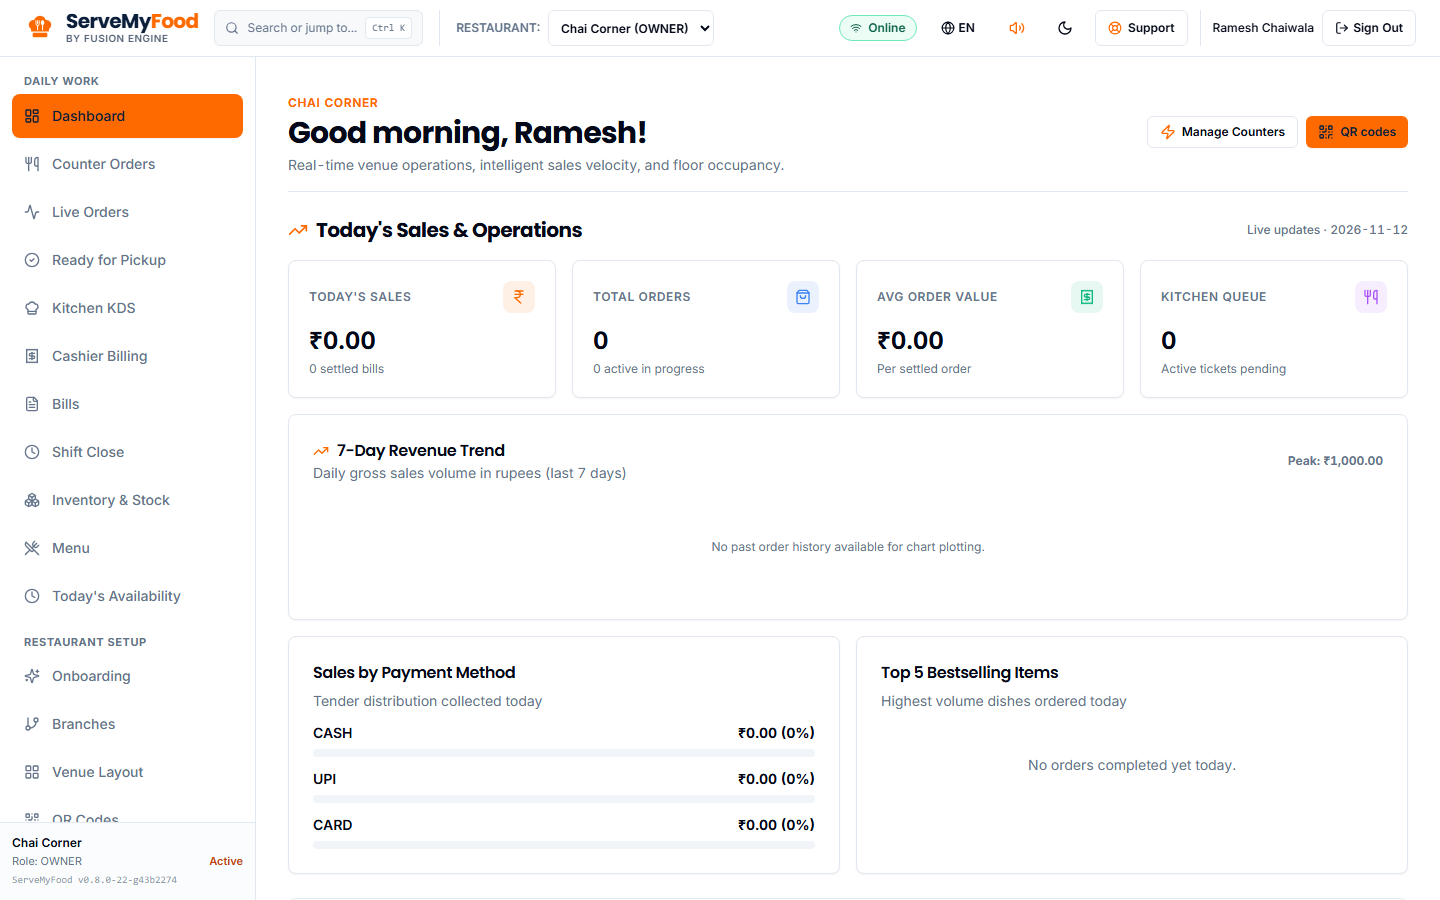 ServeMyFood
BY FUSION ENGINE
Search or jump to...
Ctrl K
RESTAURANT:
Chai Corner (OWNER)
Online
EN
Support
Ramesh Chaiwala
Sign Out
DAILY WORK
Dashboard
Counter Orders
Live Orders
Ready for Pickup
Kitchen KDS
Cashier Billing
Bills
Shift Close
Inventory & Stock
Menu
Today's Availability
RESTAURANT SETUP
Onboarding
Branches
Venue Layout
QR Codes
Chai Corner
Role: OWNER
Active
ServeMyFood v0.8.0-22-g43b2274
CHAI CORNER
Good morning, Ramesh!
Real-time venue operations, intelligent sales velocity, and floor occupancy.
Manage Counters
QR codes
Today's Sales & Operations
Live updates · 2026-11-12
TODAY'S SALES
₹0.00
0 settled bills
TOTAL ORDERS
0
0 active in progress
AVG ORDER VALUE
₹0.00
Per settled order
KITCHEN QUEUE
0
Active tickets pending
7-Day Revenue Trend
Daily gross sales volume in rupees (last 7 days)
Peak: ₹1,000.00
No past order history available for chart plotting.
Sales by Payment Method
Tender distribution collected today
CASH
₹0.00 (0%)
UPI
₹0.00 (0%)
CARD
₹0.00 (0%)
Top 5 Bestselling Items
Highest volume dishes ordered today
No orders completed yet today.